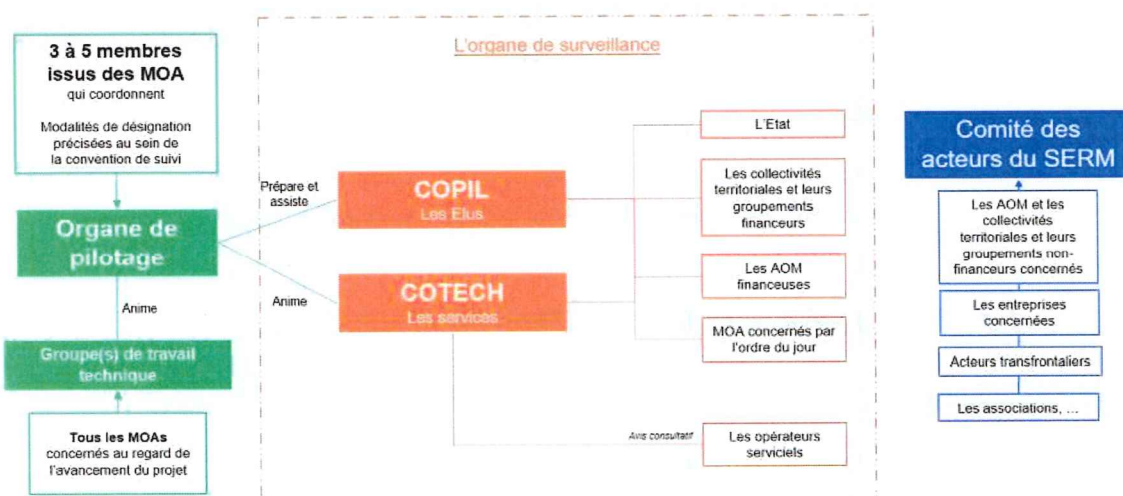 3 à 5 membres
issus des MOA
qui coordonnent
Modalités de désignation
précisées au sein de
la convention de suivi
Organe de
pilotage
Anime
Groupe(s) de travail
technique
Tous les MOAs
concernés au regard de
l'avancement du projet
L'organe de surveillance
Prépare et
assiste
COPIL
Les Elus
Anime
COTECH
Les services
L'Etat
Les collectivités
territoriales et leurs
groupements
financeurs
Les AOM
financeuses
MOA concernés par
l'ordre du jour
Avis consultatif
Les opérateurs
serviciels
Comité des
acteurs du SERM
Les AOM et les
collectivités
territoriales et leurs
groupements non-
financeurs concernés
Les entreprises
concernées
Acteurs transfrontaliers
Les associations, ...